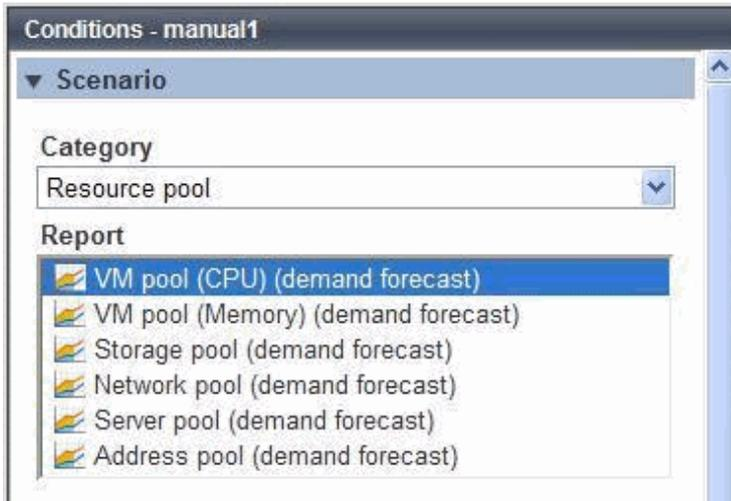 Conditions - manual1
Scenario
Category
Resource pool
Report
VM pool (CPU) (demand forecast)
VM pool (Memory) (demand forecast)
Storage pool (demand forecast)
Network pool (demand forecast)
Server pool (demand forecast)
Address pool (demand forecast)